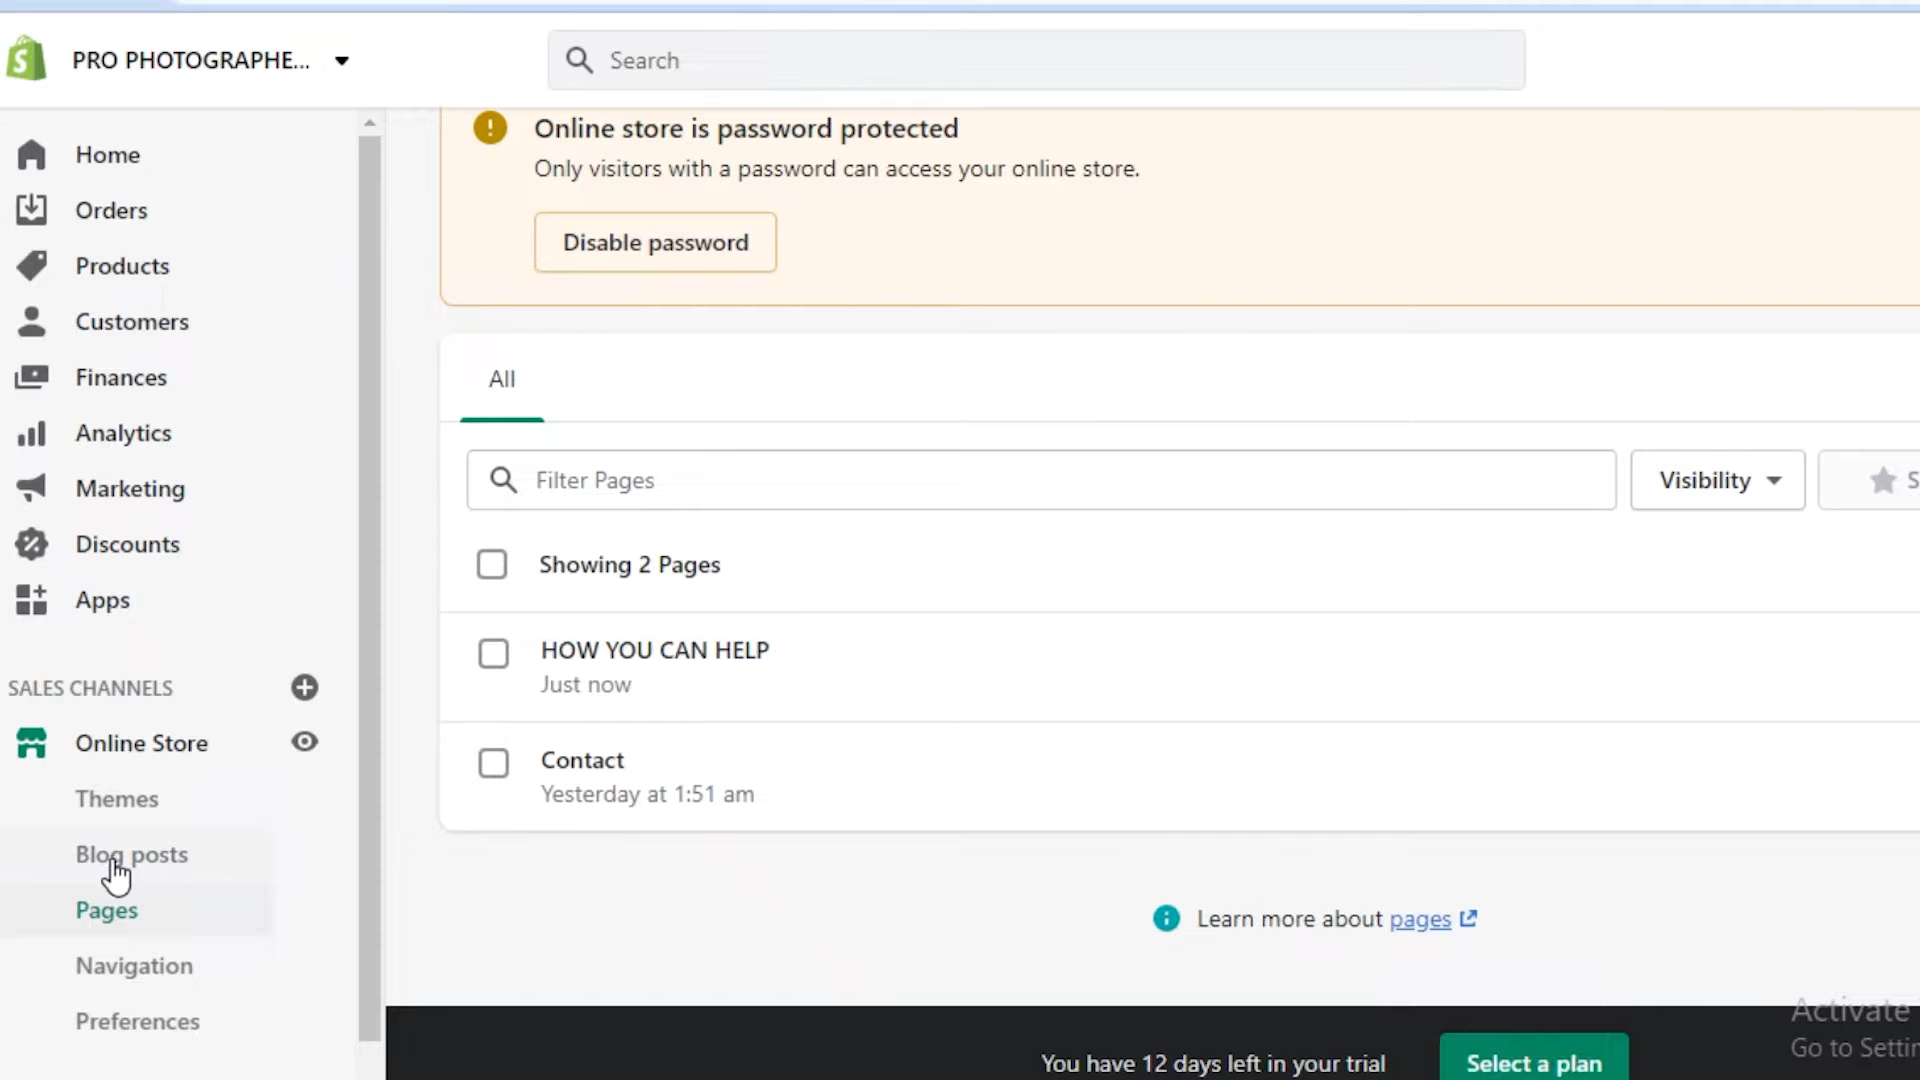 PRO PHOTOGRAPHE...
Search
Home
Orders
Products
Customers
Finances
Analytics
Marketing
Discounts
Apps
SALES CHANNELS
Online Store
Themes
Blog posts
Pages
Navigation
Preferences
Online store is password protected
Only visitors with a password can access your online store.
Disable password
All
Filter Pages
Visibility
S
Showing 2 Pages
HOW YOU CAN HELP
Just now
Contact
Yesterday at 1:51 am
Learn more about pages
Activate
Go to Settin
You have 12 days left in your trial
Select a plan